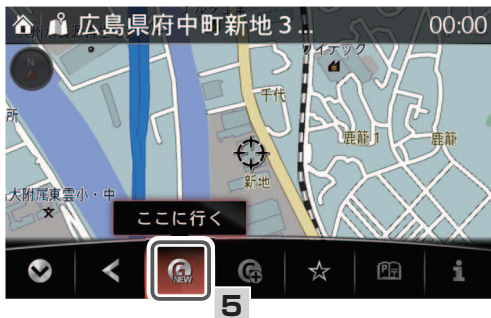 広島県府中町新地 3... 00:00
N
ノイテック
千代
所
鹿籠 1 鹿籠
新地
大附属東雲小・中
ここに行く
G NEW G P〒 i
5